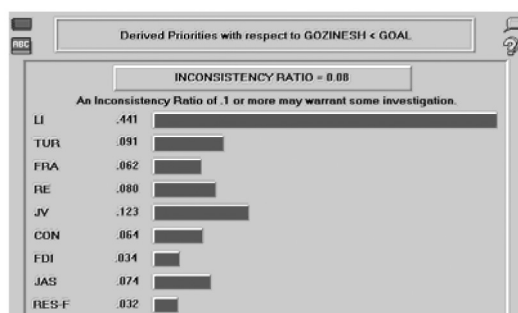 ABC
Derived Priorities with respect to GOZINESH < GOAL
?
INCONSISTENCY RATIO = 0.08
An Inconsistency Ratio of .1 or more may warrant some investigation.
LI .441
TUR .091
FRA .062
RE .080
JV .123
CON .064
FDI .034
JAS .074
RES-F .032